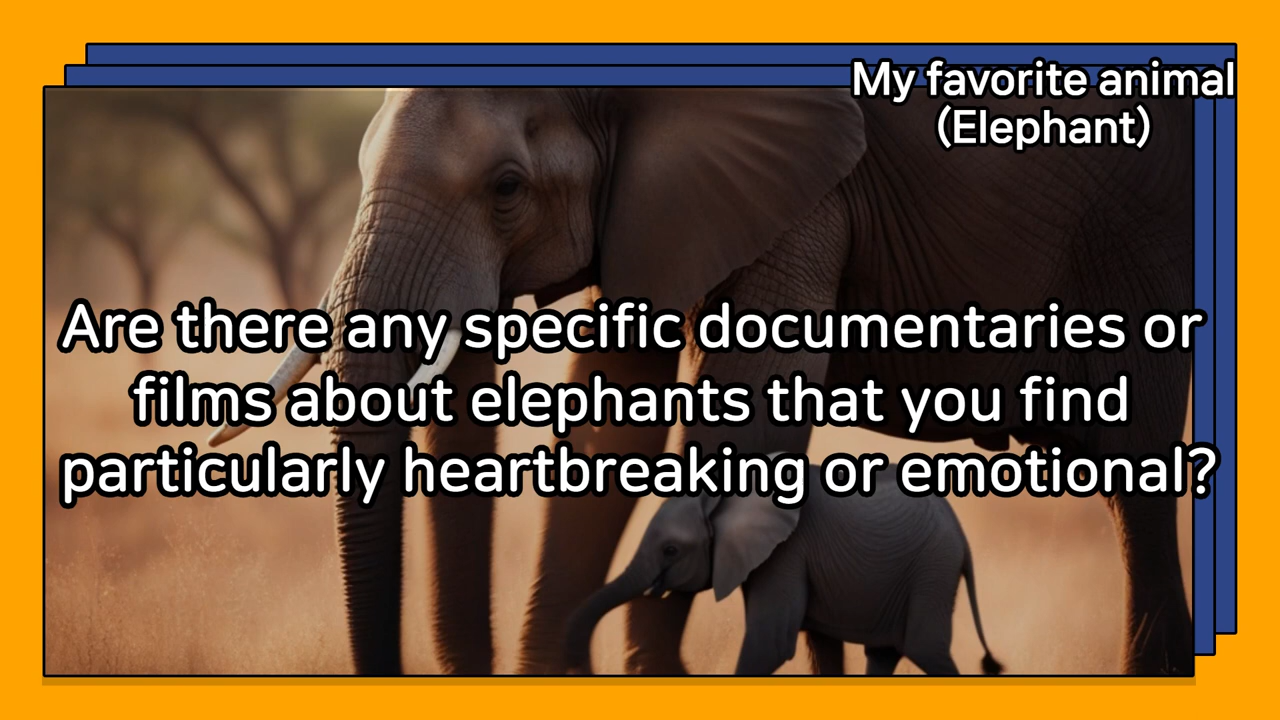 My favorite animal
(Elephant)
Are there any specific documentaries or
films about elephants that you find
particularly heartbreaking or emotional?